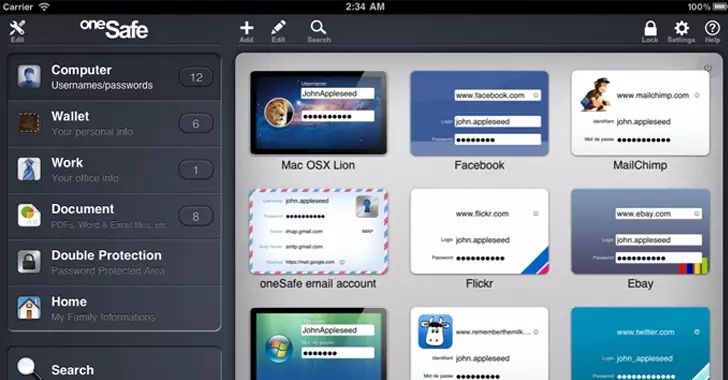 Carrier
2:34 AM
100%
Edit
oneSafe
Add
Edit
Search
Lock
Settings
Help
Computer
Usernames/passwords
12
Wallet
Your personal info
6
Work
Your office info
1
Document
PDFs, Word & Excel files, etc
8
Double Protection
Password Protected Area
Home
My Family Informations
Search
Username:
JohnAppleseed
Mac OSX Lion
www.facebook.com
Login
john.appleseed
Facebook
www.mailchimp.com
Identifiant
john.appleseed
Mot de passe
MailChimp
Username
john.appleseed
Password
Server
imap.gmail.com
IMAP
smtp.gmail.com
https://mail.google.com
oneSafe email account
www.flickr.com
Login
john.appleseed
Password
Flickr
www.ebay.com
Login
john.appleseed
Password
Ebay
JohnAppleseed
Mot de passe
www.rememberthemilk....
Identifiant
john.appleseed
Mot de passe
www.twitter.com
Login
john_appleseed
Password